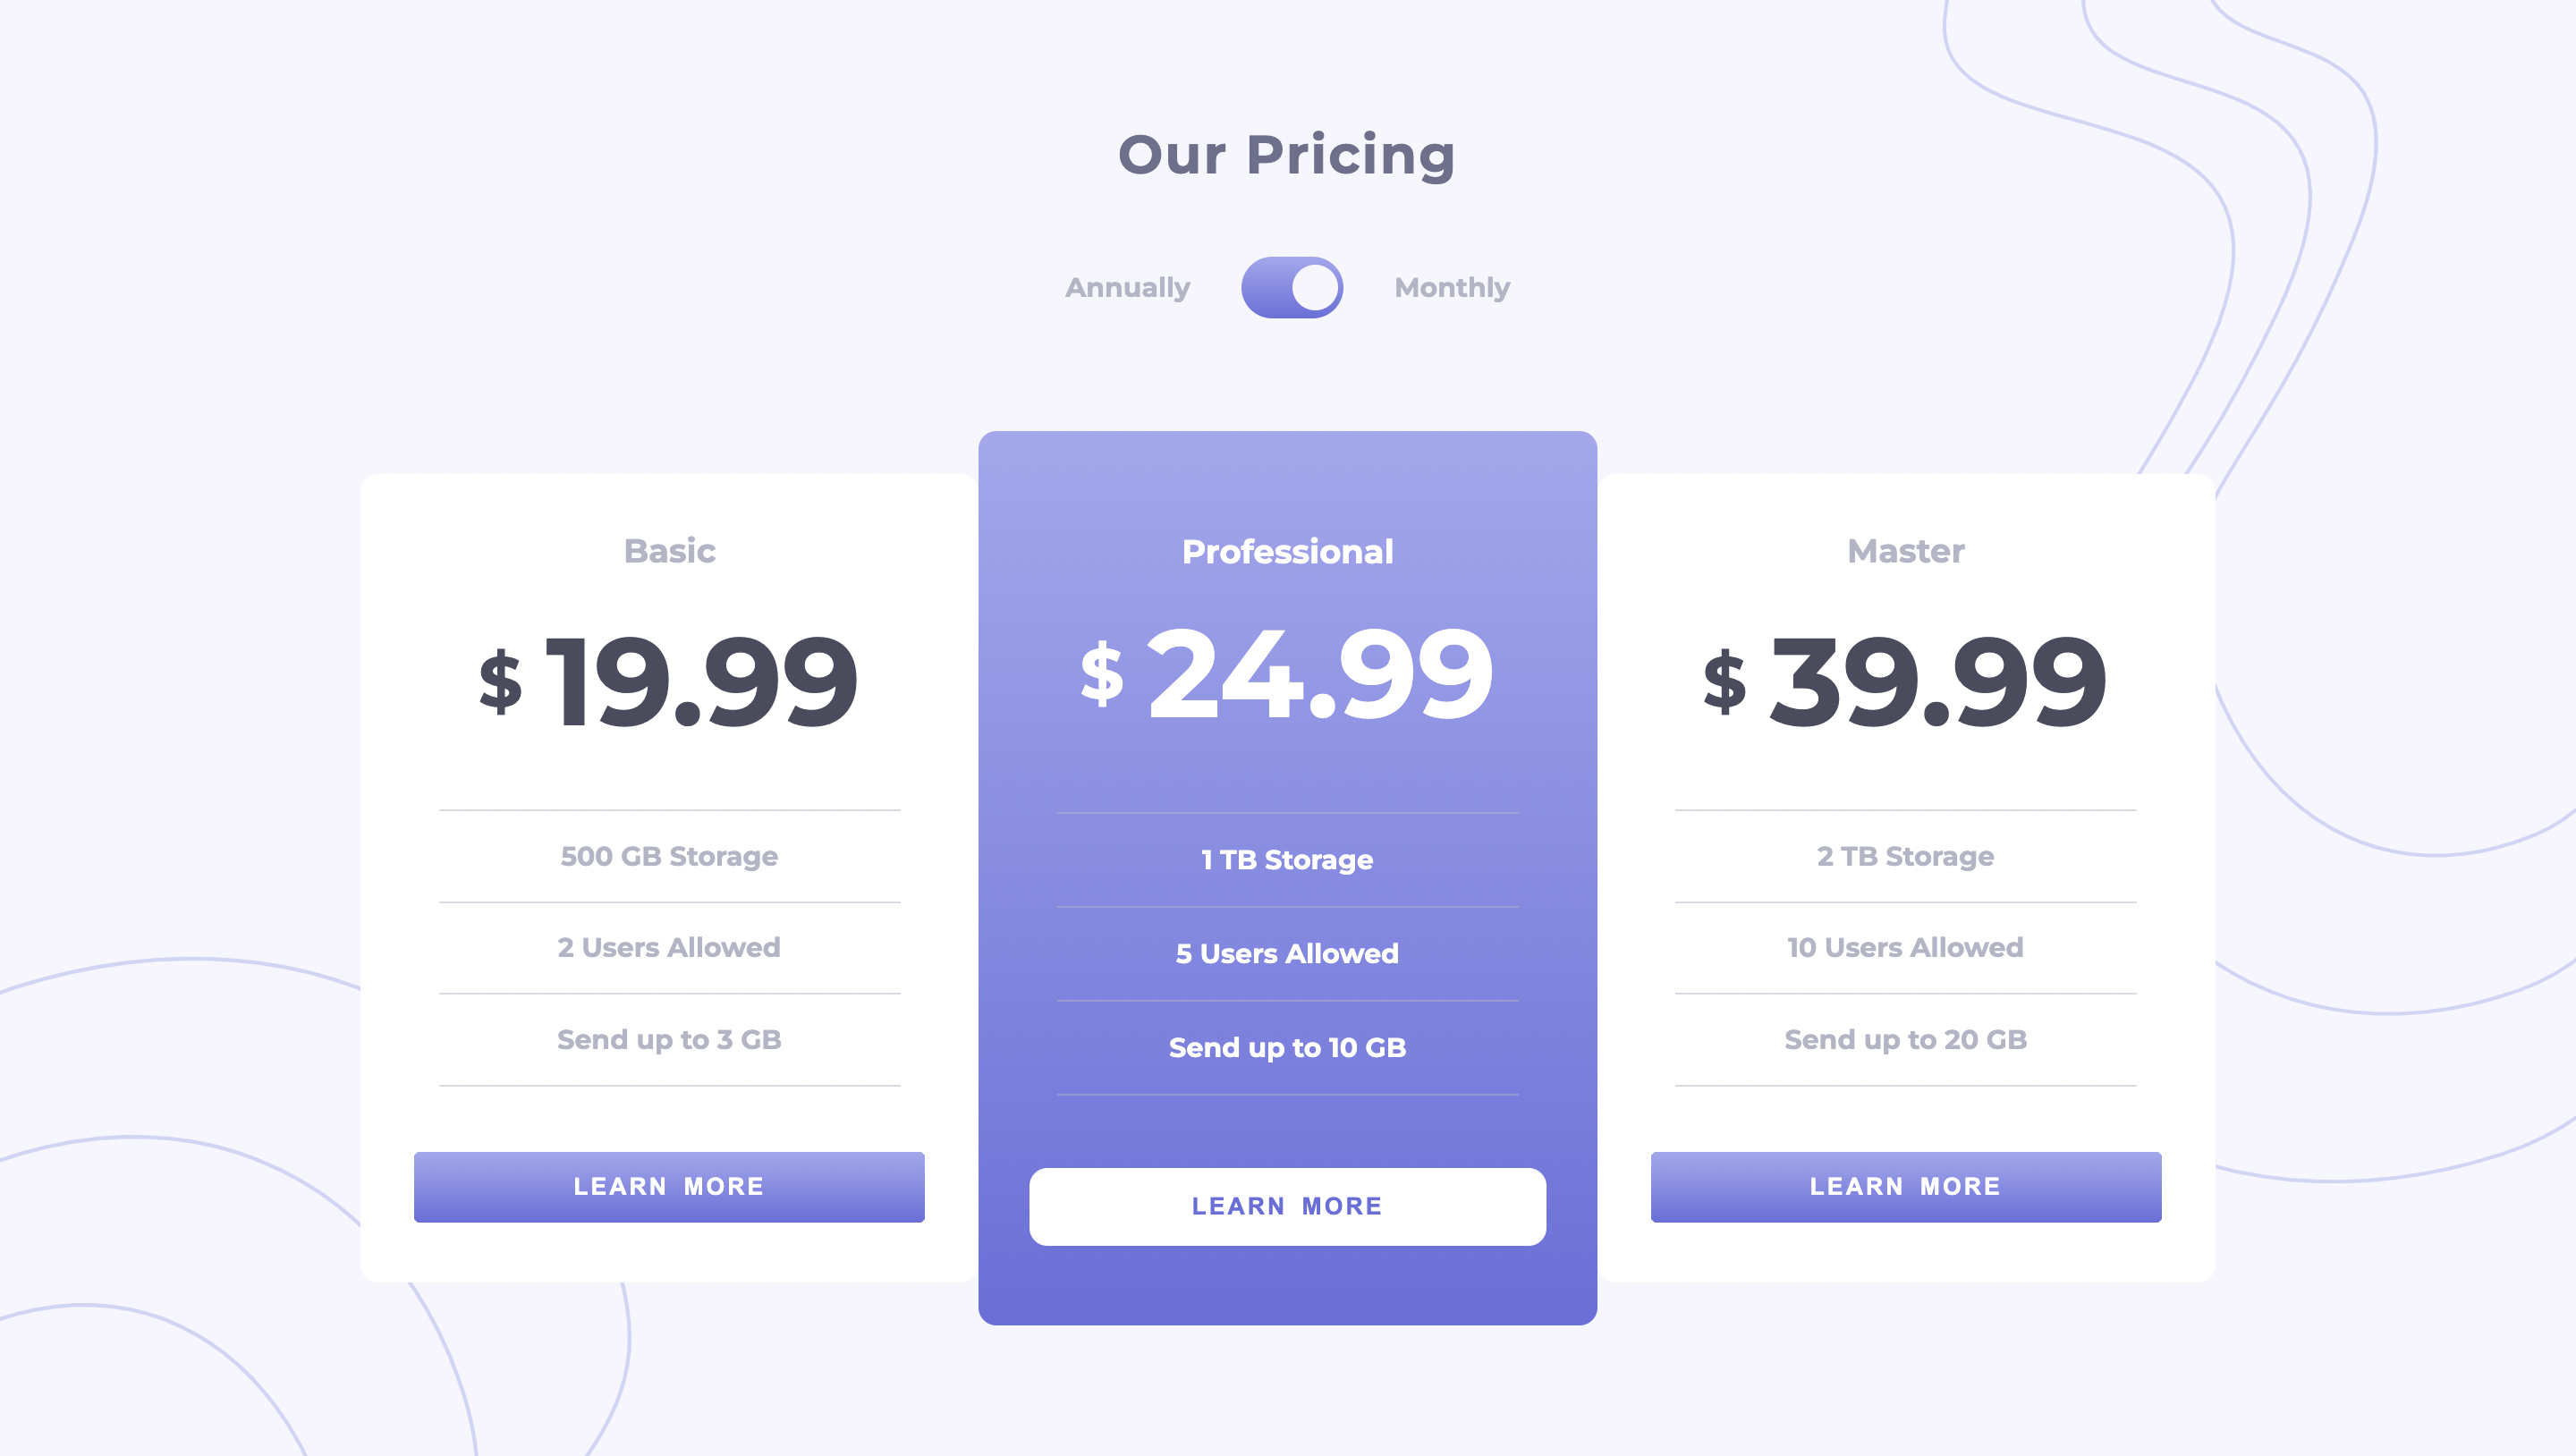 Our Pricing
Annually
Monthly
Basic
$ 19.99
500 GB Storage
2 Users Allowed
Send up to 3 GB
LEARN MORE
Professional
$ 24.99
1 TB Storage
5 Users Allowed
Send up to 10 GB
LEARN MORE
Master
$ 39.99
2 TB Storage
10 Users Allowed
Send up to 20 GB
LEARN MORE